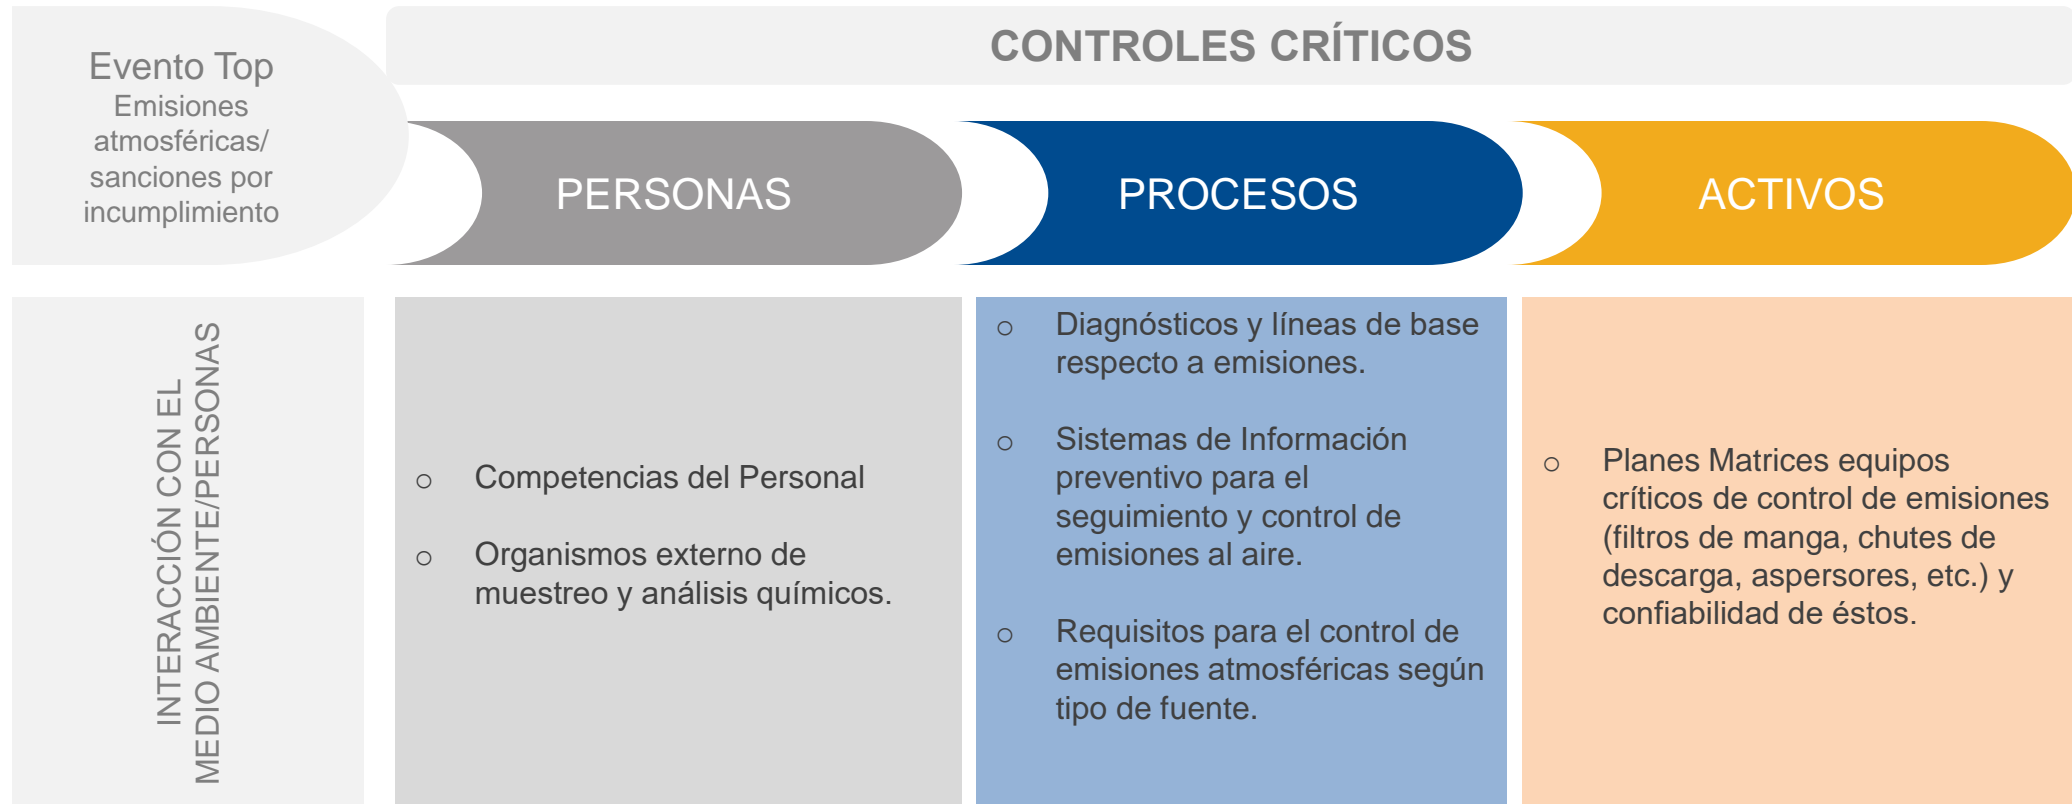 Evento Top
Emisiones
atmosféricas/
sanciones por
incumplimiento
CONTROLES CRÍTICOS
PERSONAS
PROCESOS
ACTIVOS
INTERACCIÓN CON EL
MEDIO AMBIENTE/PERSONAS
o Competencias del Personal
o Organismos externo de
muestreo y análisis químicos.
o Diagnósticos y líneas de base
respecto a emisiones.
o Sistemas de Información
preventivo para el
seguimiento y control de
emisiones al aire.
o Requisitos para el control de
emisiones atmosféricas según
tipo de fuente.
o Planes Matrices equipos
críticos de control de emisiones
(filtros de manga, chutes de
descarga, aspersores, etc.) y
confiabilidad de éstos.